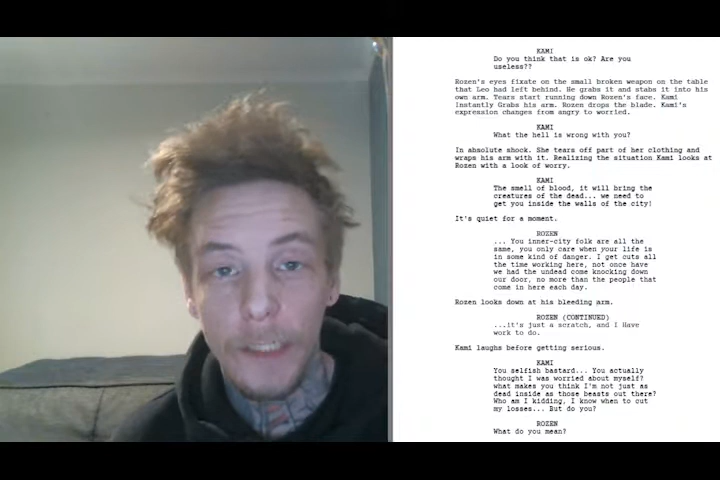 KAMI
Do you think that is ok? Are you
useless??
Rozen's eyes fixate on the small broken weapon on the table
that Leo had left behind. He grabs it and stabs it into his
own arm. Tears start running down Rozen's face. Kami
instantly Grabs his arm. Rozen drops the blade. Kami's
expression changes from angry to worried.
KAMI
What the hell is wrong with you?
In absolute shock. She tears off part of her clothing and
wraps his arm with it. Realizing the situation Kami looks at
Rozen with a look of worry.
KAMI
The smell of blood, it will bring the
creatures of the dead... we need to
get you inside the walls of the city!
It's quiet for a moment.
ROZEN
... You inner-city folk are all the
same, you only care when your life is
in some kind of danger. I get cuts all
the time working here, not once have
we had the undead come knocking down
our door, no more than the people that
come in here each day.
Rozen looks down at his bleeding arm.
ROZEN (CONTINUED)
...it's just a scratch, and I Have
work to do.
Kami laughs before getting serious.
KAMI
You selfish bastard... You actually
thought I was worried about myself?
what makes you think I'm not just as
dead inside as those beasts out there?
Who am I kidding, I know when to cut
my losses... But do you?
ROZEN
What do you mean?